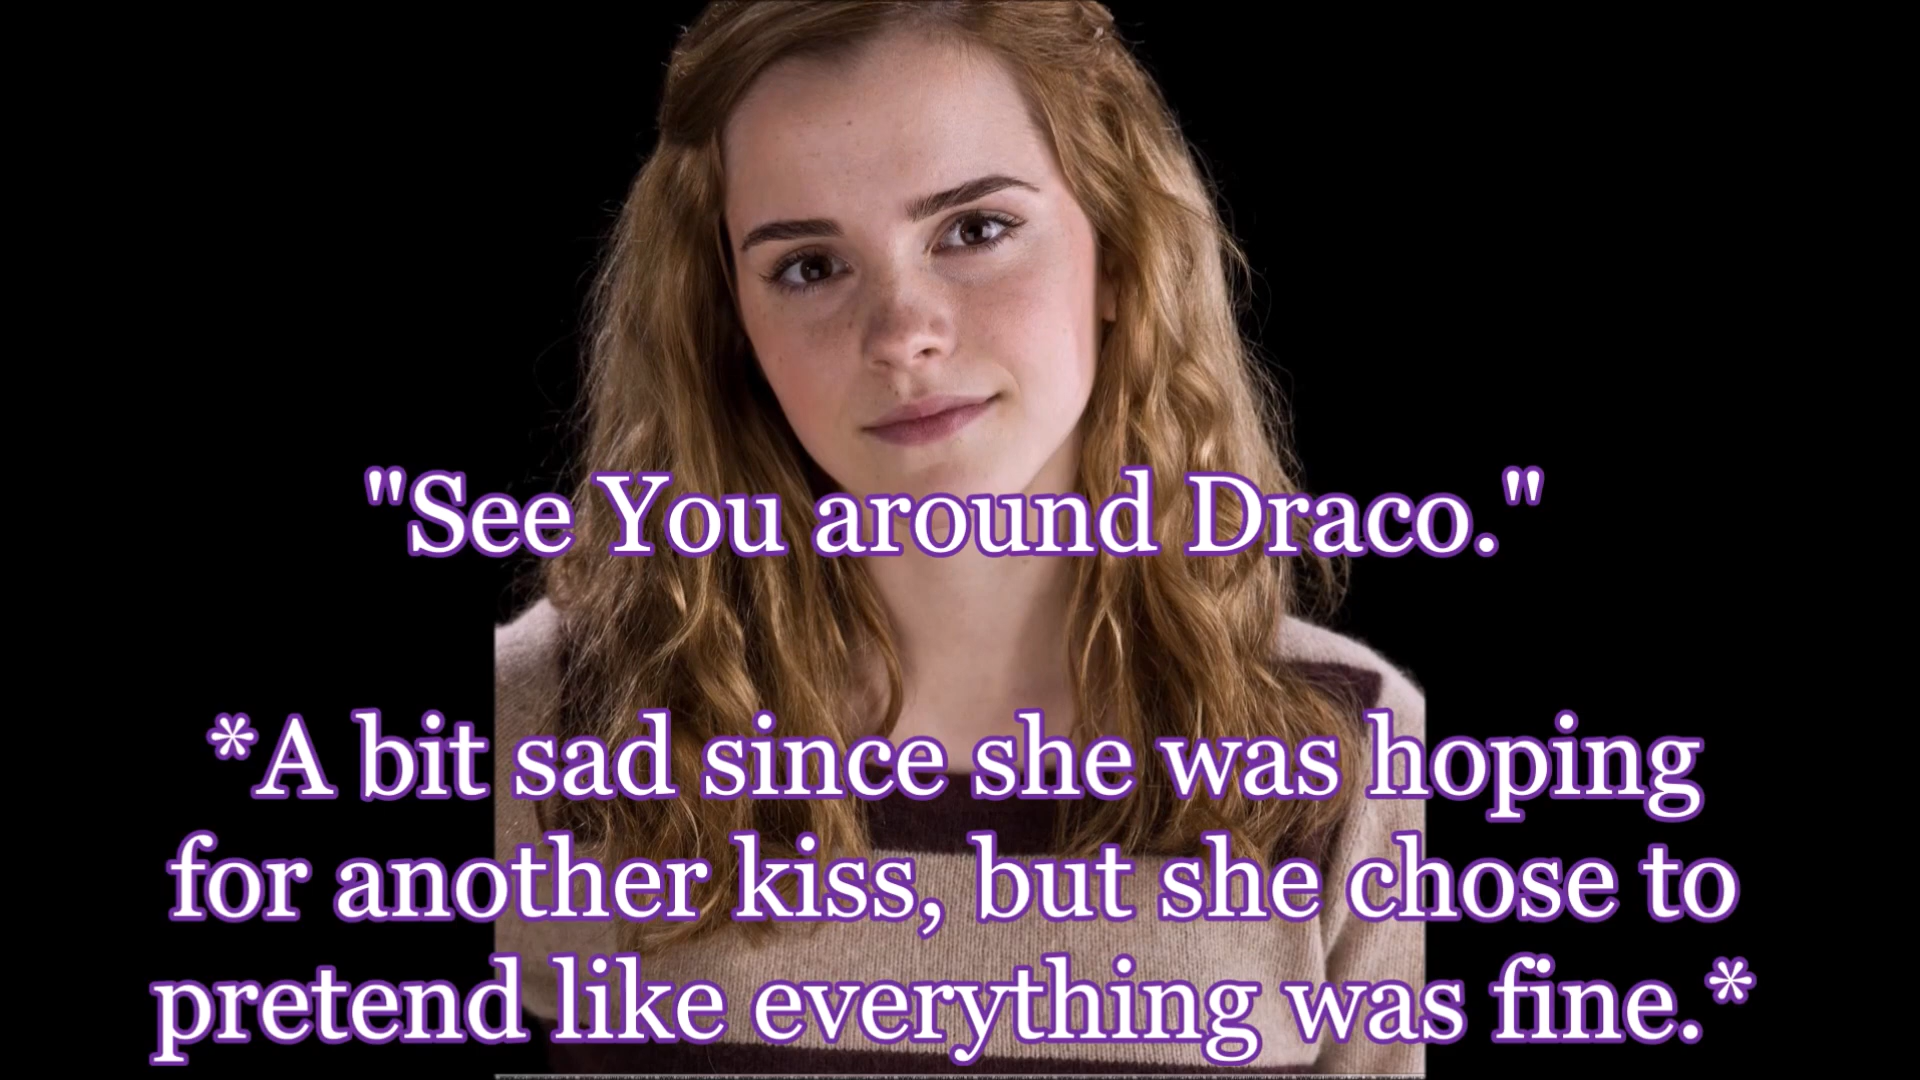 "See You around Draco."
*A bit sad since she was hoping
for another kiss, but she chose to
pretend like everything was fine.*